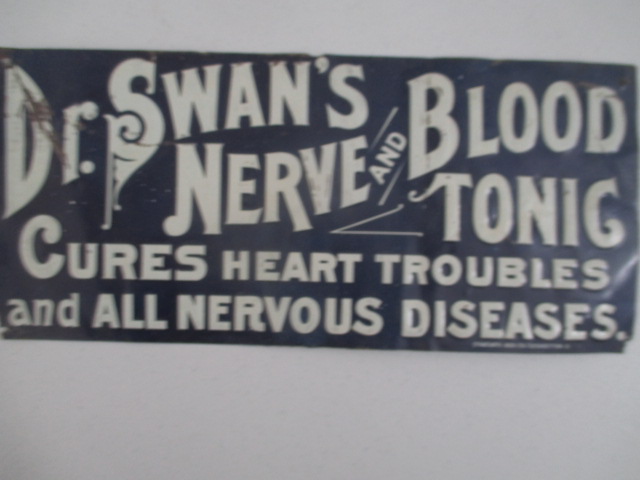 Dr. SWAN'S
NERVE AND BLOOD
TONIC
CURES HEART TROUBLES
and ALL NERVOUS DISEASES.